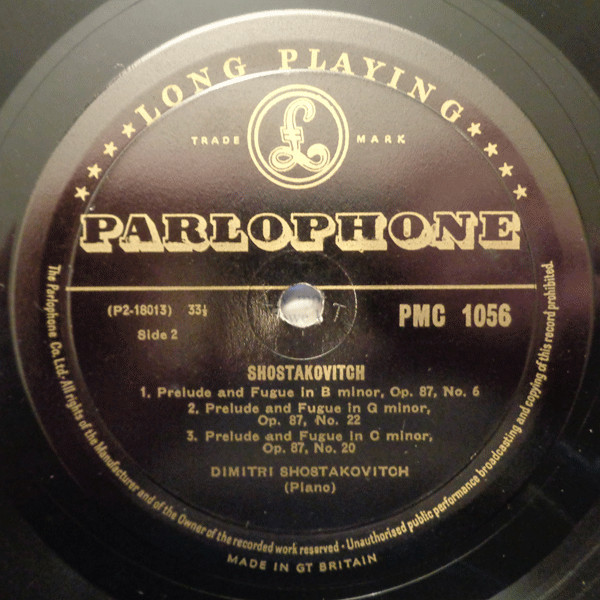 LONG PLAYING
TRADE MARK
£
PARLOPHONE
(P2-18013) 33⅓
PMC 1056
Side 2
SHOSTAKOVITCH
1. Prelude and Fugue in B minor, Op. 87, No. 6
2. Prelude and Fugue in G minor,
Op. 87, No. 22
3. Prelude and Fugue in C minor,
Op. 87, No. 20
DIMITRI SHOSTAKOVITCH
(Piano)
The Parlophone Co. Ltd. All rights of the Manufacturer and of the Owner of the recorded work reserved · Unauthorised public performance broadcasting and copying of this record prohibited.
MADE IN GT BRITAIN